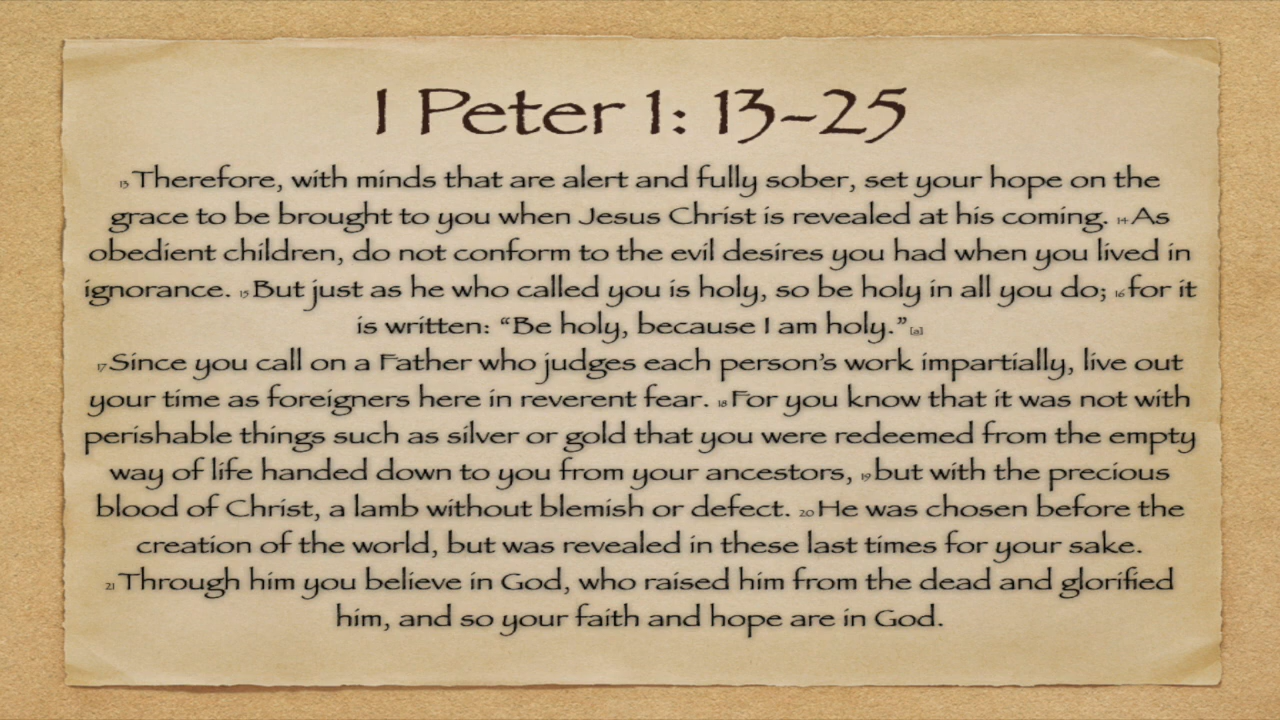 1 Peter 1: 13-25
13 Therefore, with minds that are alert and fully sober, set your hope on the
grace to be brought to you when Jesus Christ is revealed at his coming. 14 As
obedient children, do not conform to the evil desires you had when you lived in
ignorance. 15 But just as he who called you is holy, so be holy in all you do; 16 for it
is written: “Be holy, because I am holy.” [a]
17 Since you call on a Father who judges each person’s work impartially, live out
your time as foreigners here in reverent fear. 18 For you know that it was not with
perishable things such as silver or gold that you were redeemed from the empty
way of life handed down to you from your ancestors, 19 but with the precious
blood of Christ, a lamb without blemish or defect. 20 He was chosen before the
creation of the world, but was revealed in these last times for your sake.
21 Through him you believe in God, who raised him from the dead and glorified
him, and so your faith and hope are in God.